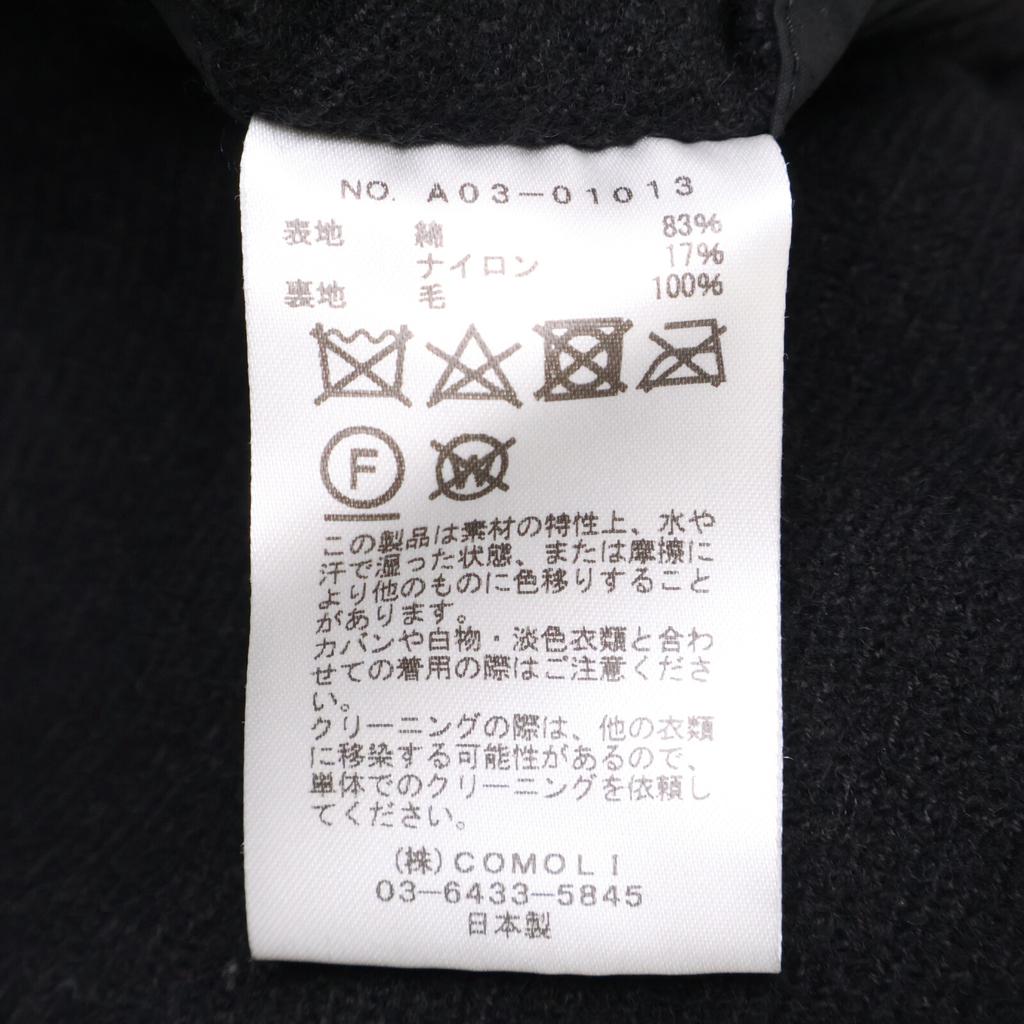 NO. A03-01013
表地 綿 83%
ナイロン 17%
裏地 毛 100%
F W
この製品は素材の特性上、水や
汗で湿った状態、または摩擦に
より他のものに色移りすること
があります。
カバンや白物・淡色衣類と合わ
せての着用の際はご注意くださ
い。
クリーニングの際は、他の衣類
に移染する可能性があるので、
単体でのクリーニングを依頼し
てください。
(株)COMOLI
03-6433-5845
日本製